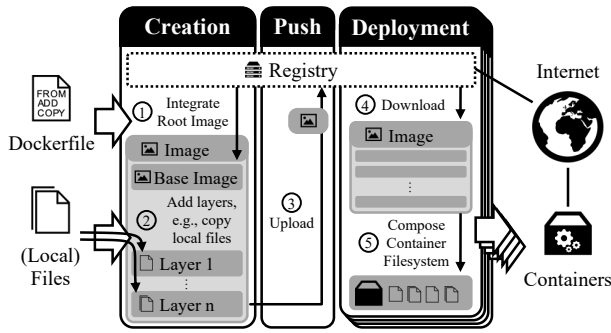 Creation
Push
Deployment
Registry
Internet
FROM
ADD
COPY
Dockerfile
1 Integrate
Root Image
Image
Base Image
2 Add layers,
e.g., copy
local files
(Local)
Files
Layer 1
⋮
Layer n
3
Upload
4 Download
Image
⋮
5 Compose
Container
Filesystem
Containers